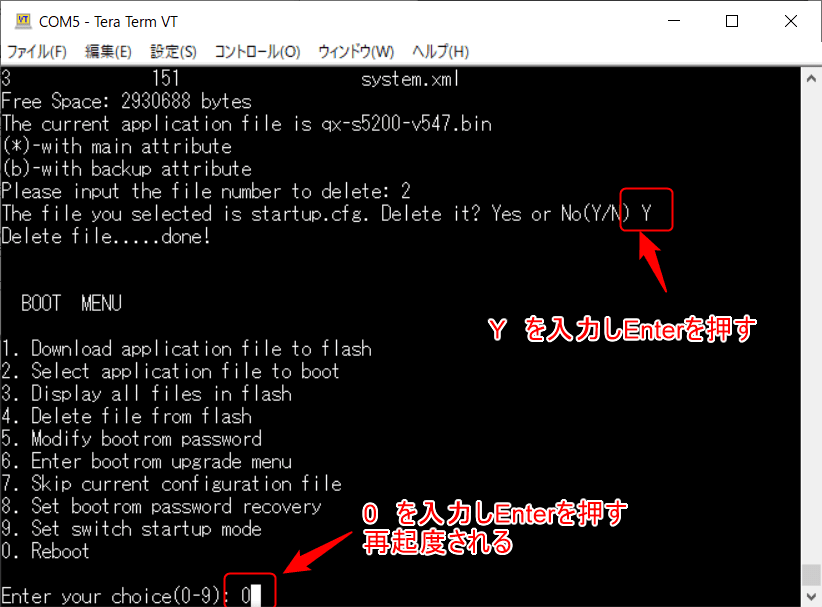 COM5 - Tera Term VT
ファイル(F) 編集(E) 設定(S) コントロール(O) ウィンドウ(W) ヘルプ(H)
3 151 system.xml
Free Space: 2930688 bytes
The current application file is qx-s5200-v547.bin
(*)-with main attribute
(b)-with backup attribute
Please input the file number to delete: 2
The file you selected is startup.cfg. Delete it? Yes or No(Y/N) Y
Delete file.....done!
BOOT MENU
Y を入力しEnterを押す
1. Download application file to flash
2. Select application file to boot
3. Display all files in flash
4. Delete file from flash
5. Modify bootrom password
6. Enter bootrom upgrade menu
7. Skip current configuration file
8. Set bootrom password recovery
9. Set switch startup mode
0. Reboot
0 を入力しEnterを押す
再起度される
Enter your choice(0-9): 0